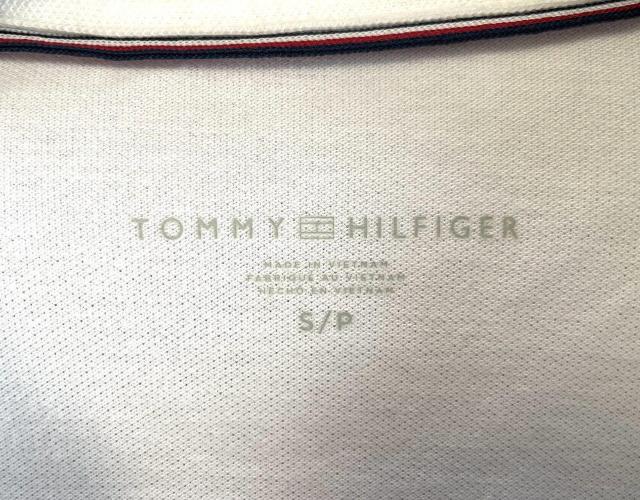 TOMMY HILFIGER
MADE IN VIETNAM
FABRIQUÉ AU VIETNAM
HECHO EN VIETNAM
S/P